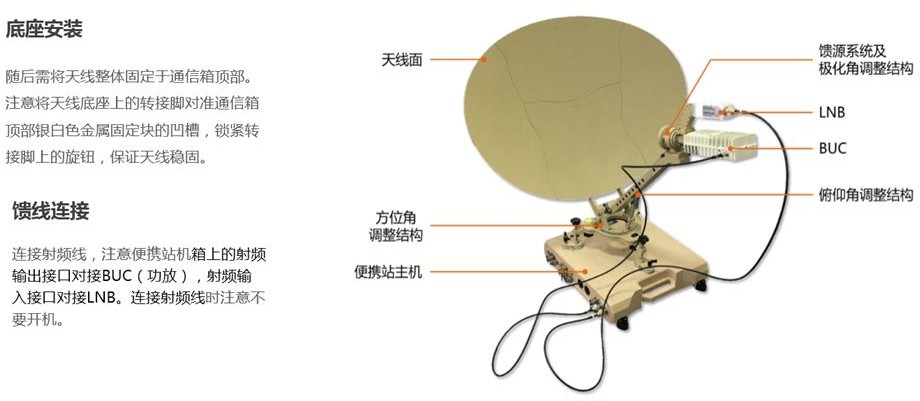 底座安装
随后需将天线整体固定于通信箱顶部。
注意将天线底座上的转接脚对准通信箱
顶部银白色金属固定块的凹槽，锁紧转
接脚上的旋钮，保证天线稳固。
馈线连接
连接射频线，注意便携站机箱上的射频
输出接口对接BUC（功放），射频输
入接口对接LNB。连接射频线时注意不
要开机。
天线面
馈源系统及
极化角调整结构
LNB
BUC
俯仰角调整结构
方位角
调整结构
便携站主机